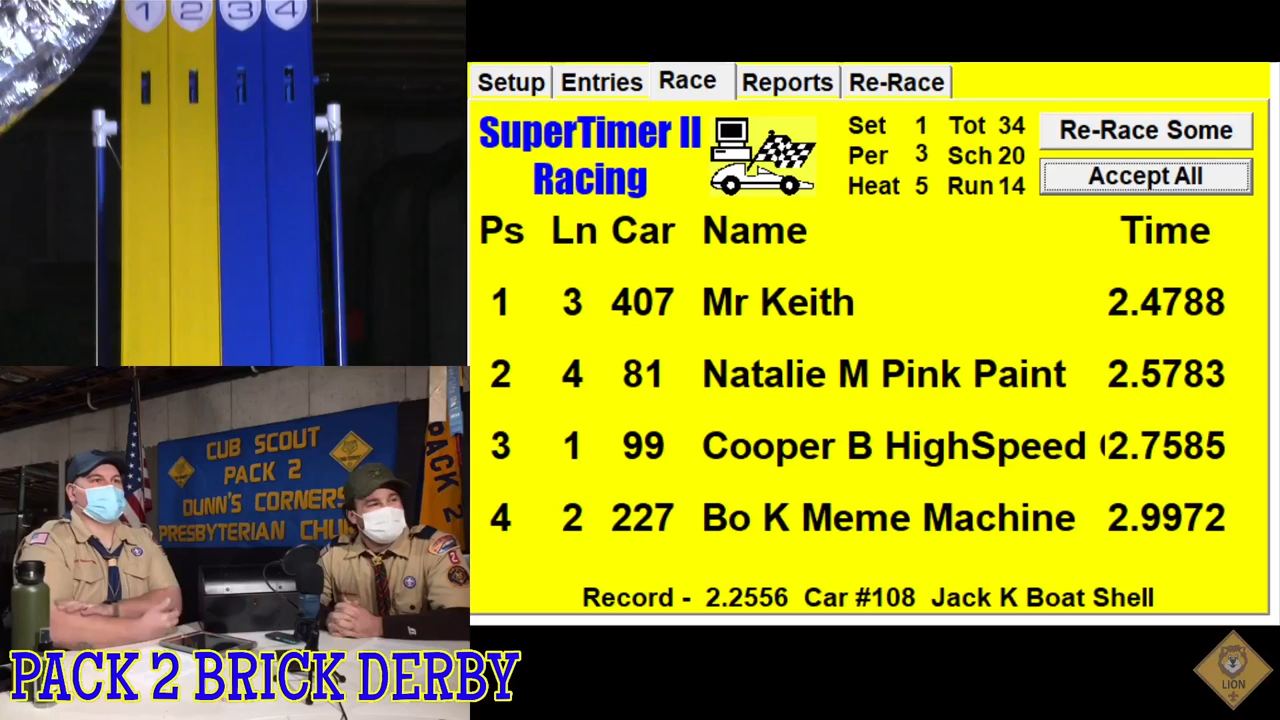 1 2 3 4
Setup Entries Race Reports Re-Race
SuperTimer II
Racing
Set 1 Tot 34
Per 3 Sch 20
Heat 5 Run 14
Re-Race Some
Accept All
Ps Ln Car Name Time
1 3 407 Mr Keith 2.4788
2 4 81 Natalie M Pink Paint 2.5783
3 1 99 Cooper B HighSpeed 2.7585
4 2 227 Bo K Meme Machine 2.9972
Record - 2.2556 Car #108 Jack K Boat Shell
CUB SCOUT
PACK 2
DUNN'S CORNERS
PRESBYTERIAN CHU
PACK 2
2
PACK 2 BRICK DERBY
LION